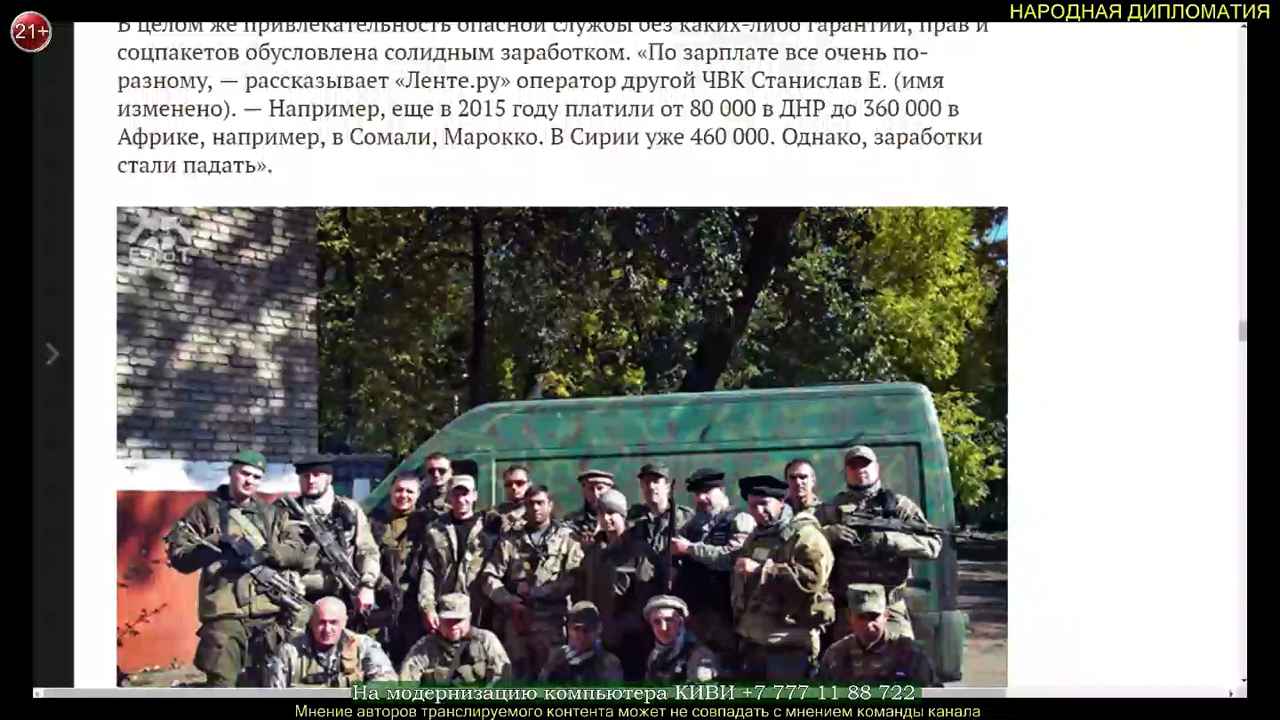 21+
НАРОДНАЯ ДИПЛОМАТИЯ
В целом же привлекательность опасной службы без каких-либо гарантий, прав и
соцпакетов обусловлена солидным заработком. «По зарплате все очень по-
разному, — рассказывает «Ленте.ру» оператор другой ЧВК Станислав Е. (имя
изменено). — Например, еще в 2015 году платили от 80 000 в ДНР до 360 000 в
Африке, например, в Сомали, Марокко. В Сирии уже 460 000. Однако, заработки
стали падать».
На модернизацию компьютера КИВИ +7 777 11 88 722
Мнение авторов транслируемого контента может не совпадать с мнением команды канала